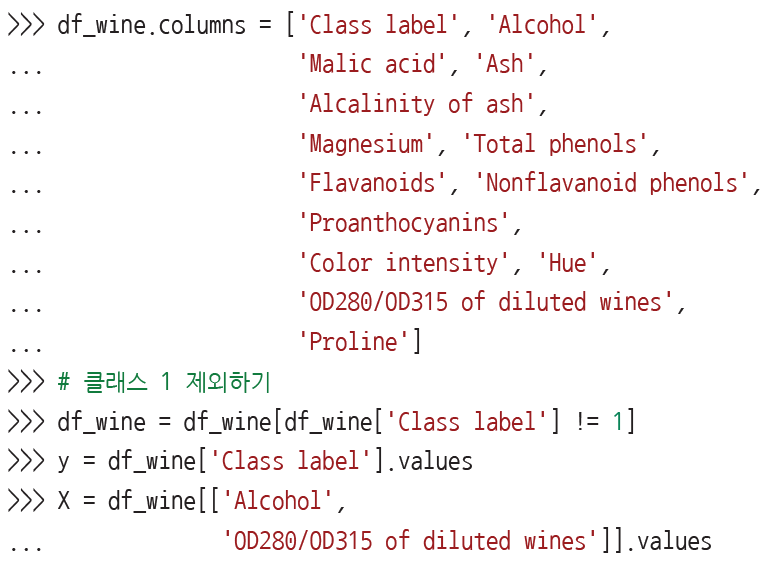 >>> df_wine.columns = ['Class label', 'Alcohol',
...                    'Malic acid', 'Ash',
...                    'Alcalinity of ash',
...                    'Magnesium', 'Total phenols',
...                    'Flavanoids', 'Nonflavanoid phenols',
...                    'Proanthocyanins',
...                    'Color intensity', 'Hue',
...                    'OD280/OD315 of diluted wines',
...                    'Proline']
>>> # 클래스 1 제외하기
>>> df_wine = df_wine[df_wine['Class label'] != 1]
>>> y = df_wine['Class label'].values
>>> X = df_wine[['Alcohol',
...              'OD280/OD315 of diluted wines']].values